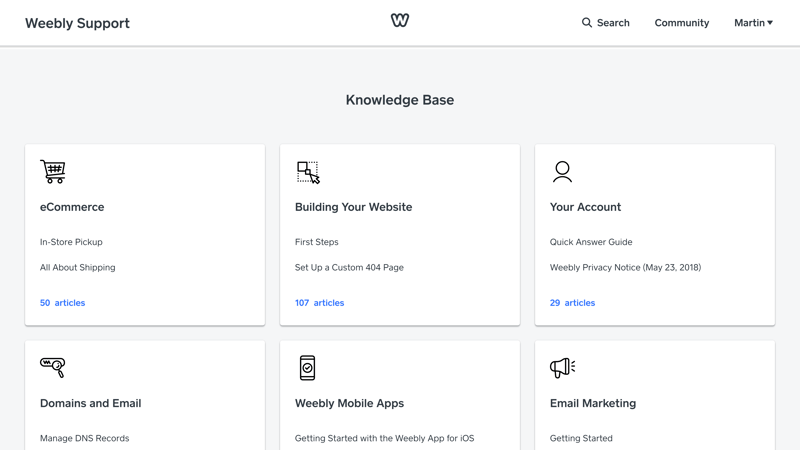 Weebly Support
Search
Community
Martin
Knowledge Base
eCommerce
In-Store Pickup
All About Shipping
50 articles
Building Your Website
First Steps
Set Up a Custom 404 Page
107 articles
Your Account
Quick Answer Guide
Weebly Privacy Notice (May 23, 2018)
29 articles
Domains and Email
Manage DNS Records
Weebly Mobile Apps
Getting Started with the Weebly App for iOS
Email Marketing
Getting Started